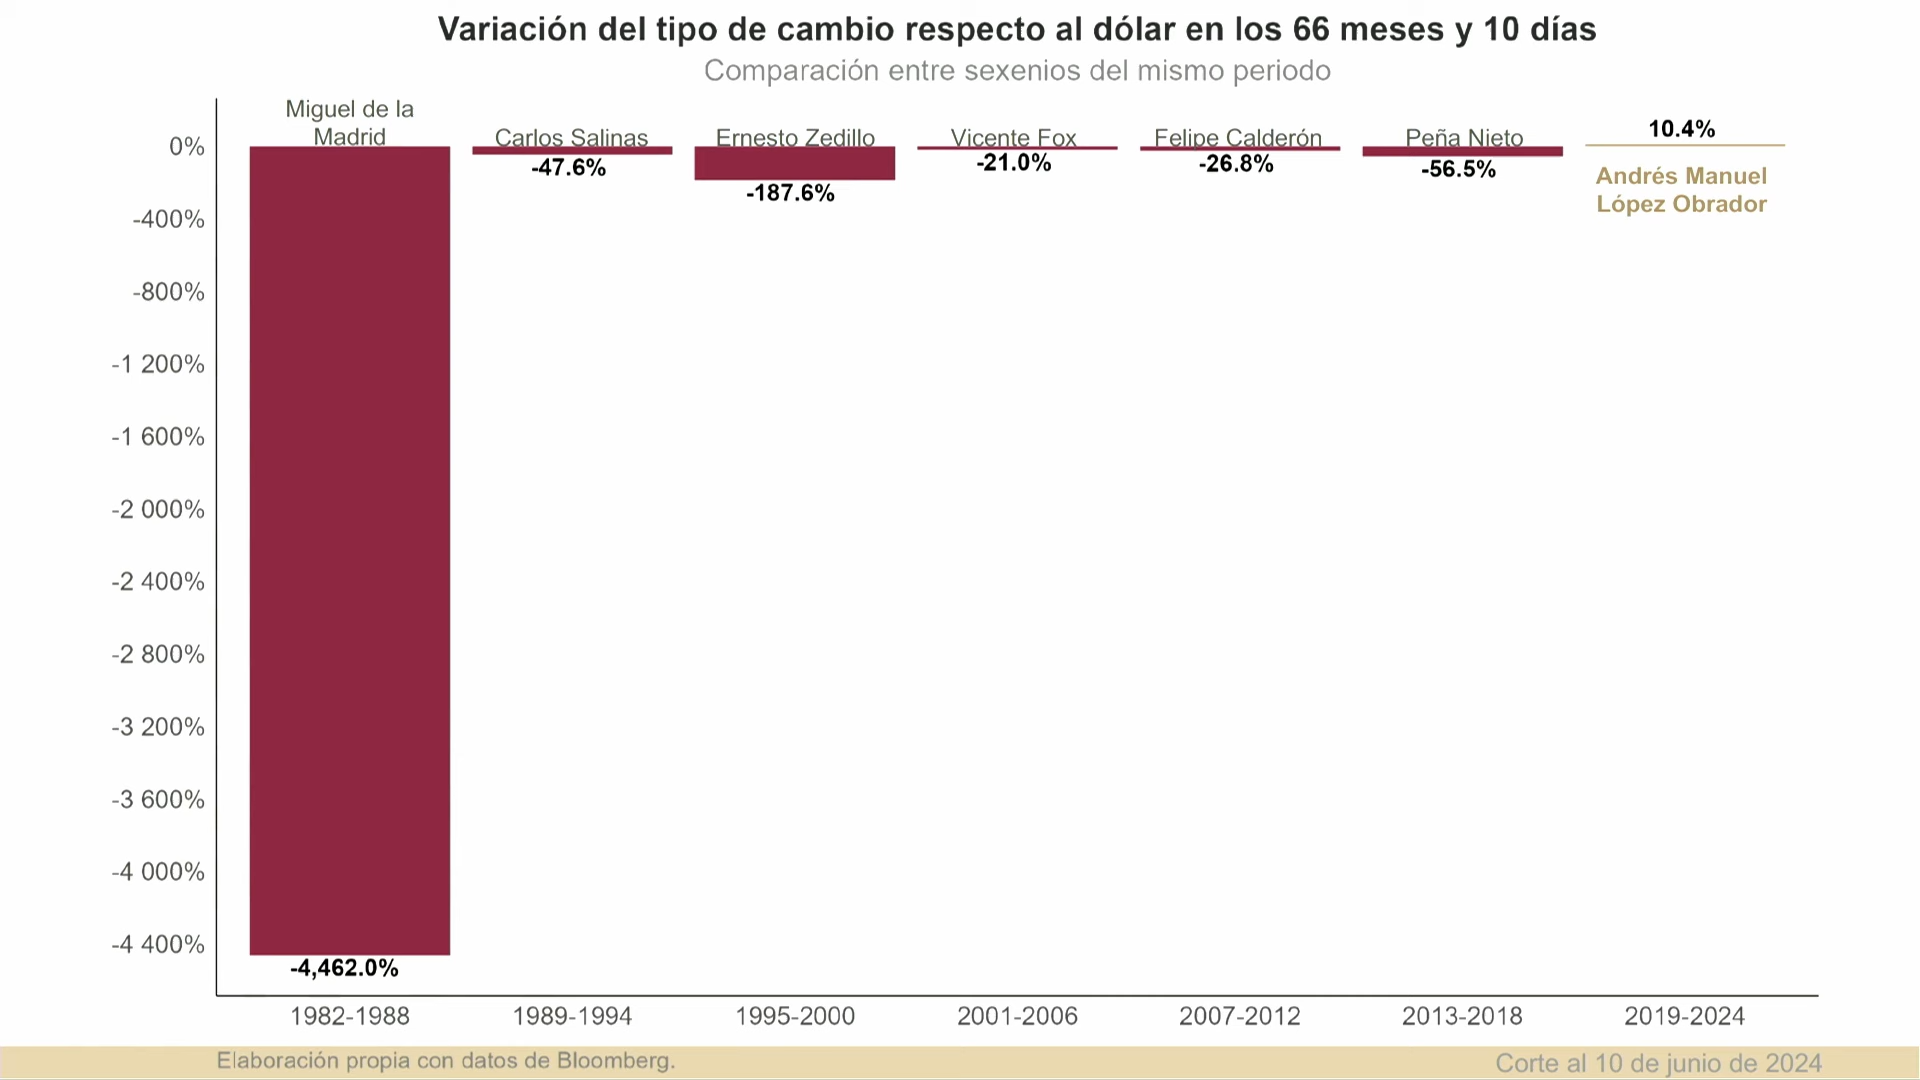 Variación del tipo de cambio respecto al dólar en los 66 meses y 10 días
Comparación entre sexenios del mismo periodo
Miguel de la
Madrid
Carlos Salinas
Ernesto Zedillo
Vicente Fox
Felipe Calderón
Peña Nieto
10.4%
Andrés Manuel
López Obrador
-47.6%
-187.6%
-21.0%
-26.8%
-56.5%
0%
-400%
-800%
-1 200%
-1 600%
-2 000%
-2 400%
-2 800%
-3 200%
-3 600%
-4 000%
-4 400%
-4,462.0%
1982-1988
1989-1994
1995-2000
2001-2006
2007-2012
2013-2018
2019-2024
Elaboración propia con datos de Bloomberg.
Corte al 10 de junio de 2024